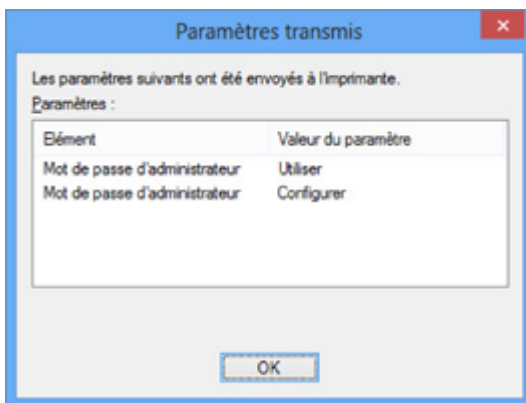 Paramètres transmis
Les paramètres suivants ont été envoyés à l'imprimante.
Paramètres :
Elément Valeur du paramètre
Mot de passe d'administrateur Utiliser
Mot de passe d'administrateur Configurer
OK